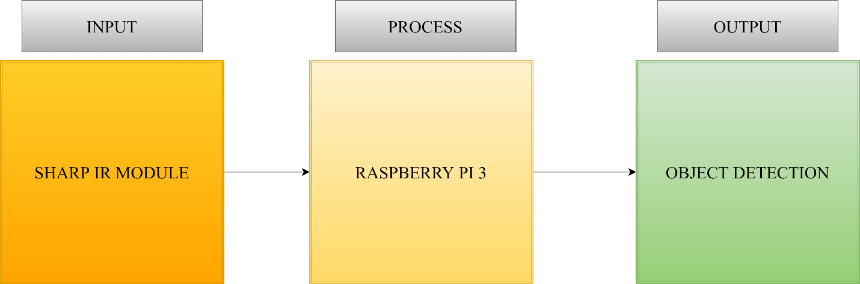 INPUT
PROCESS
OUTPUT
SHARP IR MODULE
RASPBERRY PI 3
OBJECT DETECTION